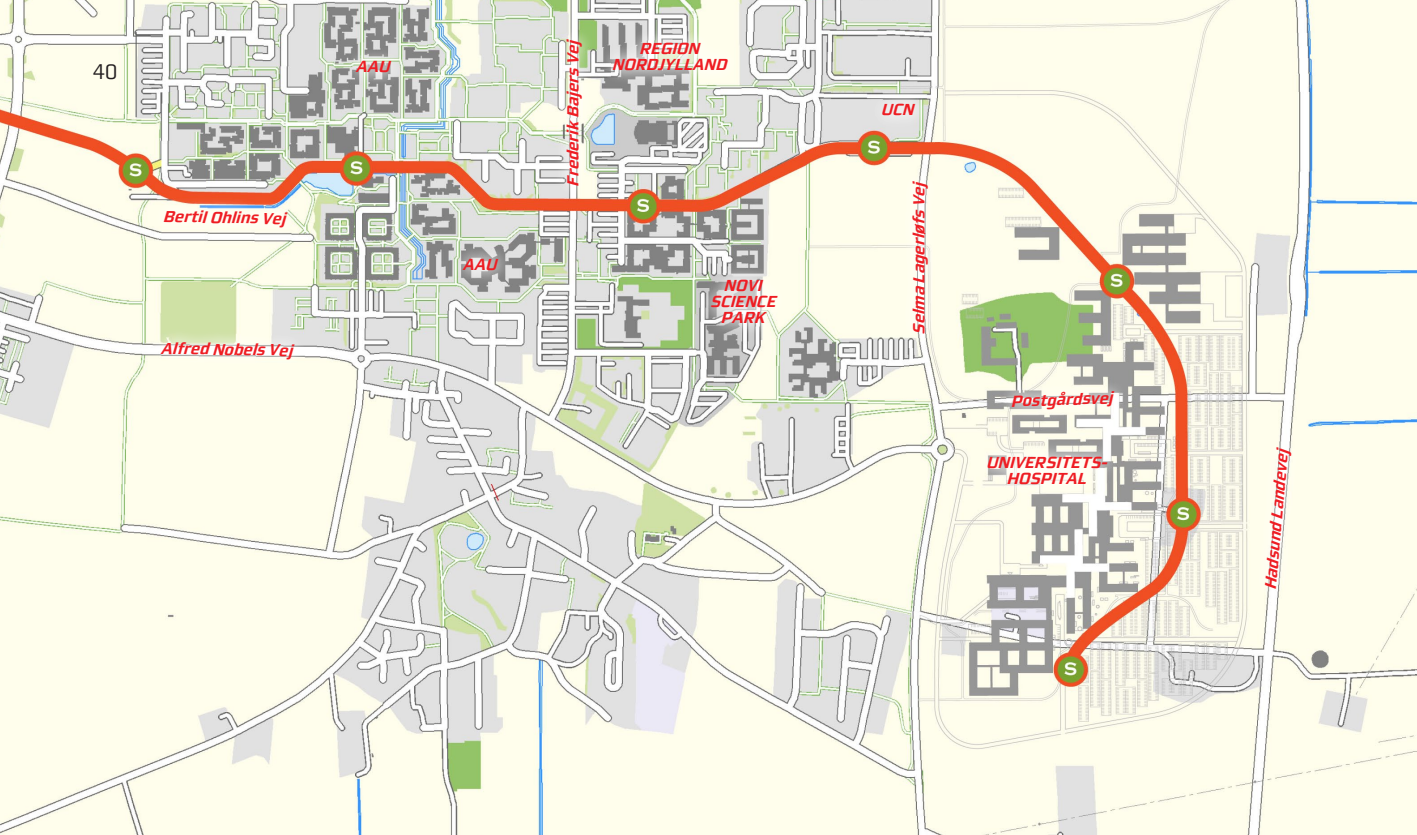 REGION
NORDJYLLAND
AAU
40
Frederik Bajers Vej
UCN
S
S
S
S
Bertil Ohlins Vej
Selma Lagerløfs Vej
AAU
NOVI
SCIENCE
PARK
S
Alfred Nobels Vej
Postgårdsvej
UNIVERSITETS-
HOSPITAL
Hadsund Landevej
S
S